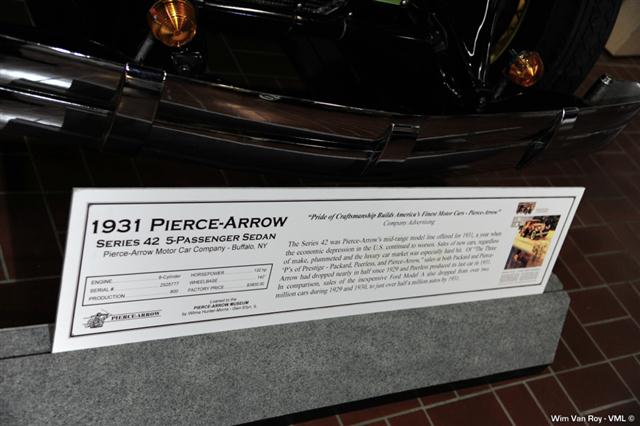 1931 PIERCE-ARROW
SERIES 42 5-PASSENGER SEDAN
Pierce-Arrow Motor Car Company - Buffalo, NY
ENGINE 8-Cylinder HORSEPOWER 132 hp
SERIAL # 2525777 WHEELBASE 142"
PRODUCTION 800 FACTORY PRICE
Loaned to the
PIERCE-ARROW MUSEUM
PIERCE-ARROW
"Pride of Craftsmanship Builds America's Finest Motor Cars - Pierce-Arrow"
Company Advertising
The Series 42 was Pierce-Arrow's mid-range model line offered for 1931, a year when
the economic depression in the U.S. continued to worsen. Sales of new cars, regardless
of make, plummeted and the luxury car market was especially hard hit. Of "The Three
'P's of Prestige - Packard, Peerless, and Pierce-Arrow," sales at both Packard and Pierce-
Arrow had dropped nearly in half since 1929 and Peerless produced its last car in 1931.
In comparison, sales of the inexpensive Ford Model A also dropped from over two
million cars during 1929 and 1930, to just over half a million autos by 1931.
Wim Van Roy - VML ©